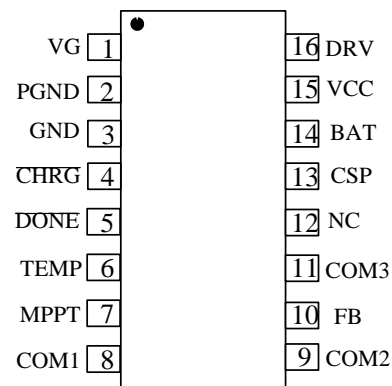 VG 1 16 DRV
PGND 2 15 VCC
GND 3 14 BAT
CHRG 4 13 CSP
DONE 5 12 NC
TEMP 6 11 COM3
MPPT 7 10 FB
COM1 8 9 COM2